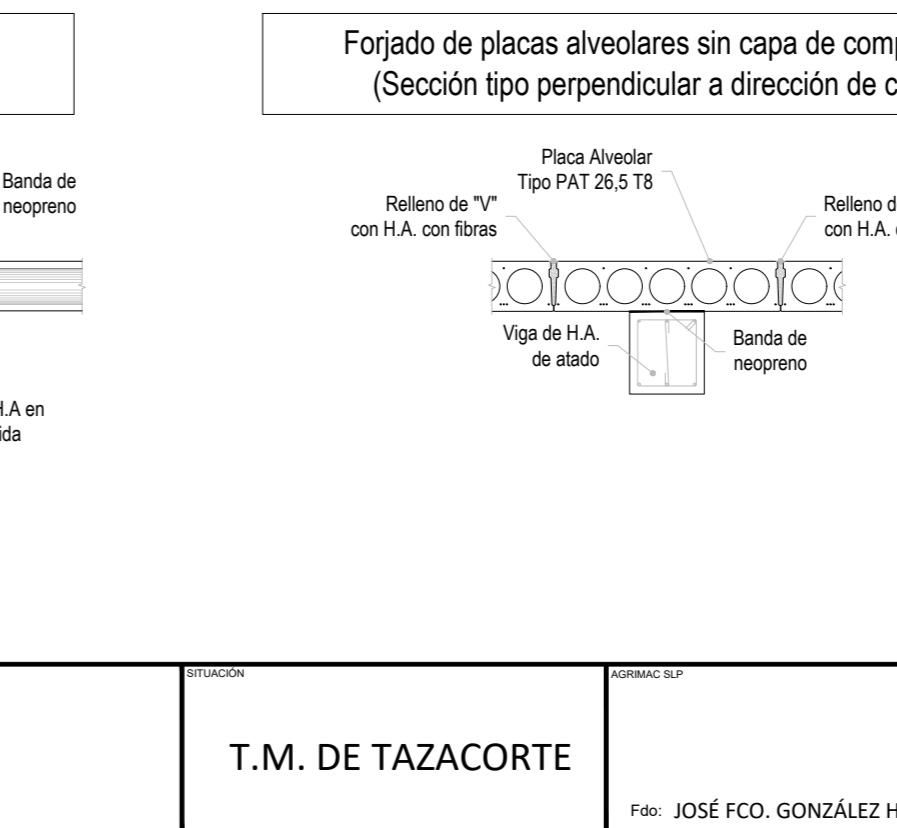 Forjado de placas alveolares sin capa de
(Sección tipo perpendicular a dirección de
Banda de
neopreno
Placa Alveolar
Tipo PAT 26,5 T8
Relleno de "V"
con H.A. con fibras
Relleno
con H.A.
Viga de H.A.
de atado
Banda de
neopreno
H.A en
SITUACIÓN
T.M. DE TAZACORTE
AGRIMAC SLP
Fdo: JOSÉ FCO. GONZÁLEZ